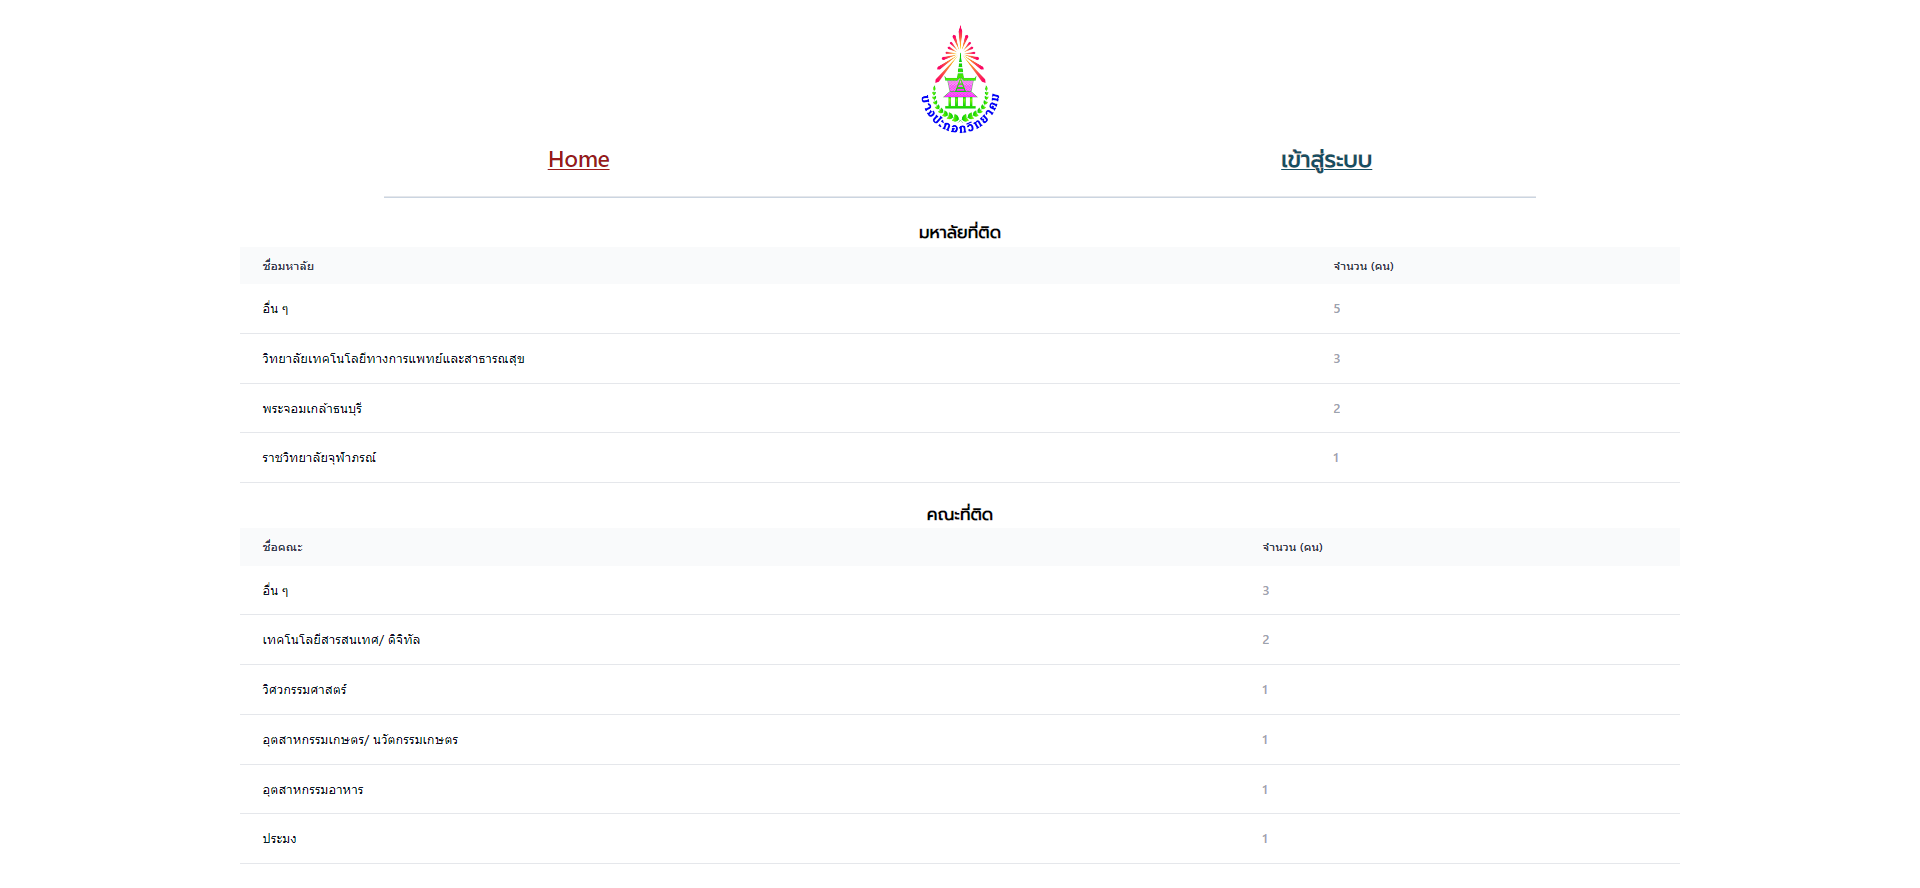 บางปะกอกวิทยาคม
Home เข้าสู่ระบบ
มหาลัยที่ติด
ชื่อมหาลัย จำนวน (คน)
อื่น ๆ 5
วิทยาลัยเทคโนโลยีทางการแพทย์และสาธารณสุข 3
พระจอมเกล้าธนบุรี 2
ราชวิทยาลัยจุฬาภรณ์ 1
คณะที่ติด
ชื่อคณะ จำนวน (คน)
อื่น ๆ 3
เทคโนโลยีสารสนเทศ/ ดิจิทัล 2
วิศวกรรมศาสตร์ 1
อุตสาหกรรมเกษตร/ นวัตกรรมเกษตร 1
อุตสาหกรรมอาหาร 1
ประมง 1